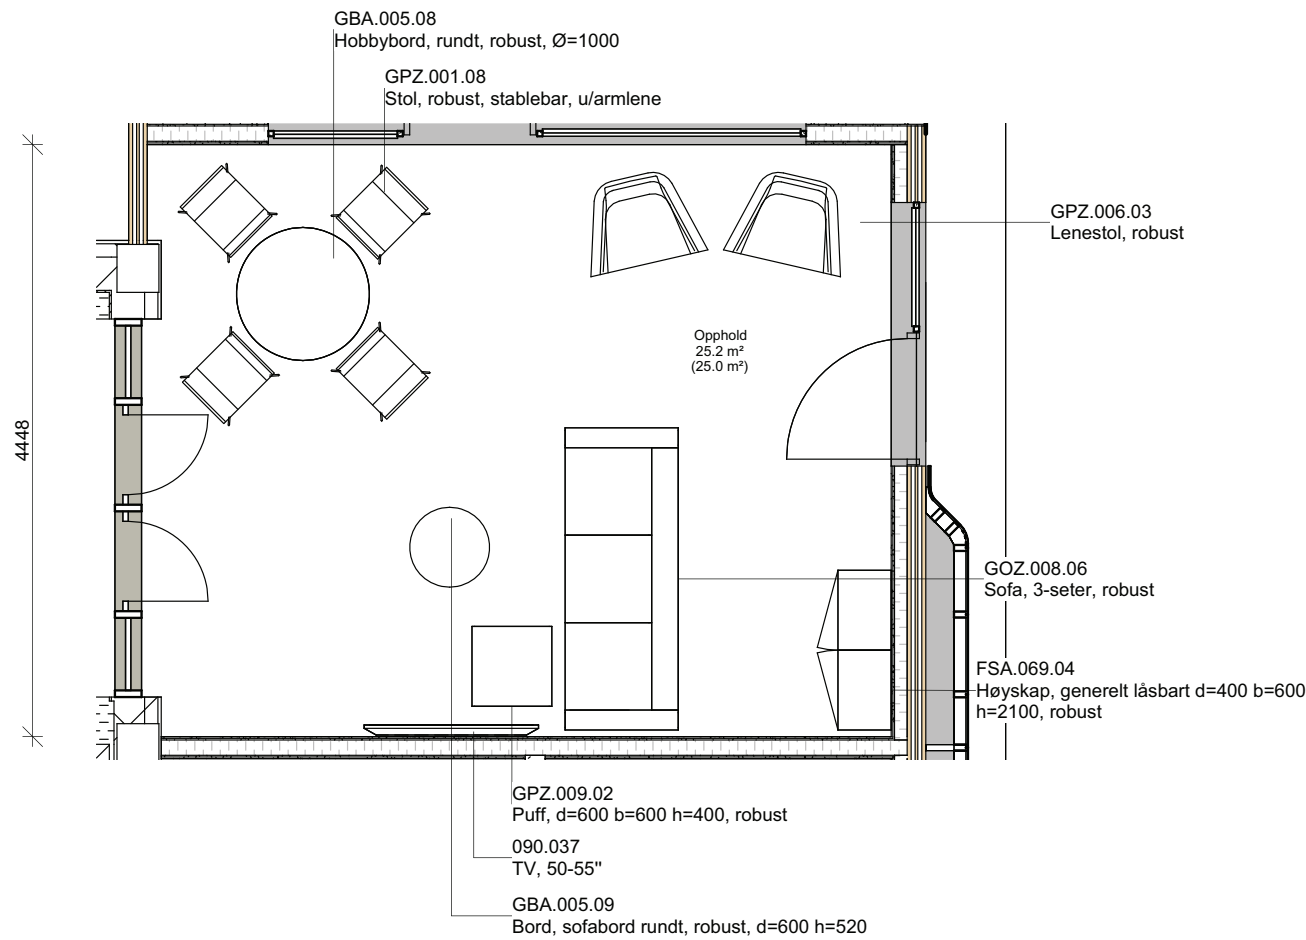 GBA.005.08
Hobbybord, rundt, robust, Ø=1000
GPZ.001.08
Stol, robust, stablebar, u/armlene
GPZ.006.03
Lenestol, robust
Opphold
25.2 m²
(25.0 m²)
4448
GOZ.008.06
Sofa, 3-seter, robust
FSA.069.04
Høyskap, generelt låsbart d=400 b=600
h=2100, robust
GPZ.009.02
Puff, d=600 b=600 h=400, robust
090.037
TV, 50-55"
GBA.005.09
Bord, sofabord rundt, robust, d=600 h=520